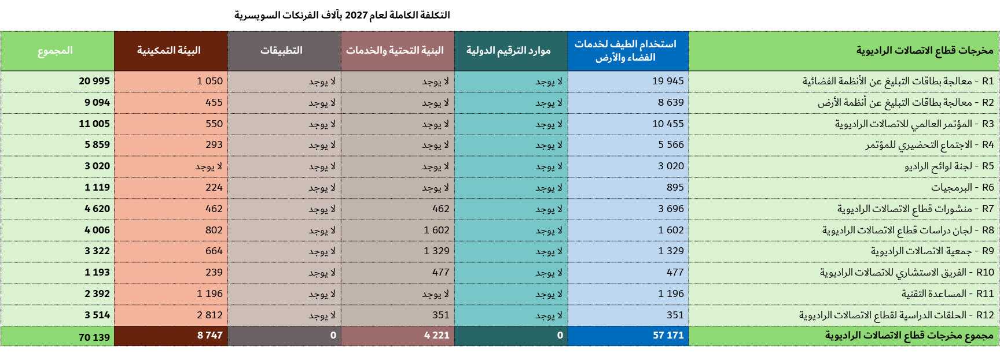 التكلفة الكاملة لعام 2027 بآلاف الفرنكات السويسرية
مخرجات قطاع الاتصالات الراديوية استخدام الطيف لخدمات الفضاء والأرض موارد الترقيم الدولية البنية التحتية والخدمات التطبيقات البيئة التمكينية المجموع
R1 - معالجة بطاقات التبليغ عن الأنظمة الفضائية 19 945 لا يوجد لا يوجد لا يوجد 1 050 20 995
R2 - معالجة بطاقات التبليغ عن أنظمة الأرض 8 639 لا يوجد لا يوجد لا يوجد 455 9 094
R3 - المؤتمر العالمي للاتصالات الراديوية 10 455 لا يوجد لا يوجد لا يوجد 550 11 005
R4 - الاجتماع التحضيري للمؤتمر 5 566 لا يوجد لا يوجد لا يوجد 293 5 859
R5 - لجنة لوائح الراديو 3 020 لا يوجد لا يوجد لا يوجد لا يوجد 3 020
R6 - البرمجيات 895 لا يوجد لا يوجد لا يوجد 224 1 119
R7 - منشورات قطاع الاتصالات الراديوية 3 696 لا يوجد 462 لا يوجد 462 4 620
R8 - لجان دراسات قطاع الاتصالات الراديوية 1 602 لا يوجد 1 602 لا يوجد 802 4 006
R9 - جمعية الاتصالات الراديوية 1 329 لا يوجد 1 329 لا يوجد 664 3 322
R10 - الفريق الاستشاري للاتصالات الراديوية 477 لا يوجد 477 لا يوجد 239 1 193
R11 - المساعدة التقنية 1 196 لا يوجد لا يوجد لا يوجد 1 196 2 392
R12 - الحلقات الدراسية لقطاع الاتصالات الراديوية 351 لا يوجد 351 لا يوجد 2 812 3 514
مجموع مخرجات قطاع الاتصالات الراديوية 57 171 0 4 221 0 8 747 70 139